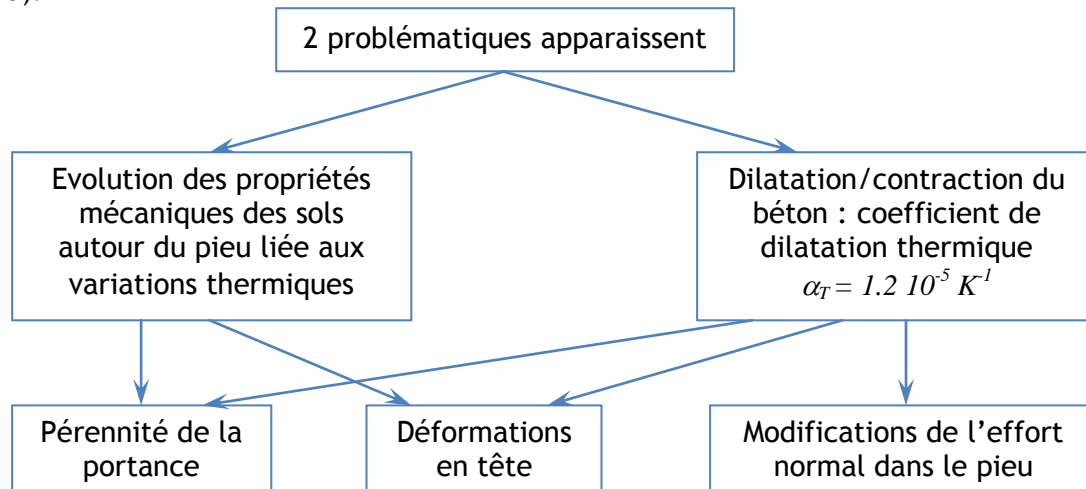 2 problématiques apparaissent
Evolution des propriétés
mécaniques des sols
autour du pieu liée aux
variations thermiques
Dilatation/contraction du
béton : coefficient de
dilatation thermique
α_T = 1.2 10⁻⁵ K⁻¹
Pérennité de la
portance
Déformations
en tête
Modifications de l’effort
normal dans le pieu